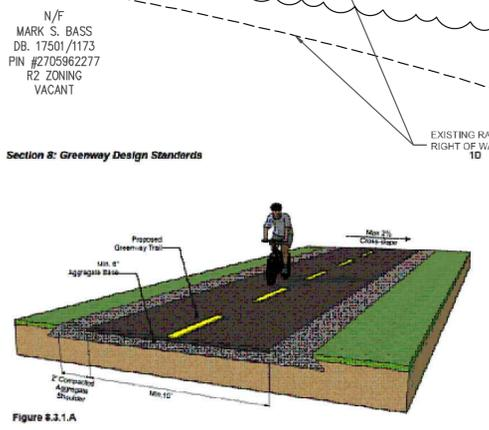 N/F
MARK S. BASS
DB. 17501/1173
PIN #2705962277
R2 ZONING
VACANT
EXISTING RA
RIGHT OF WA
Section 8: Greenway Design Standards
10
Proposed
Greenway Trail
Max 2%
Cross-slope
Min. 6"
Aggregate Base
2' Compacted
Aggregate
Shoulder
Min. 10'
Figure 8.3.1.A